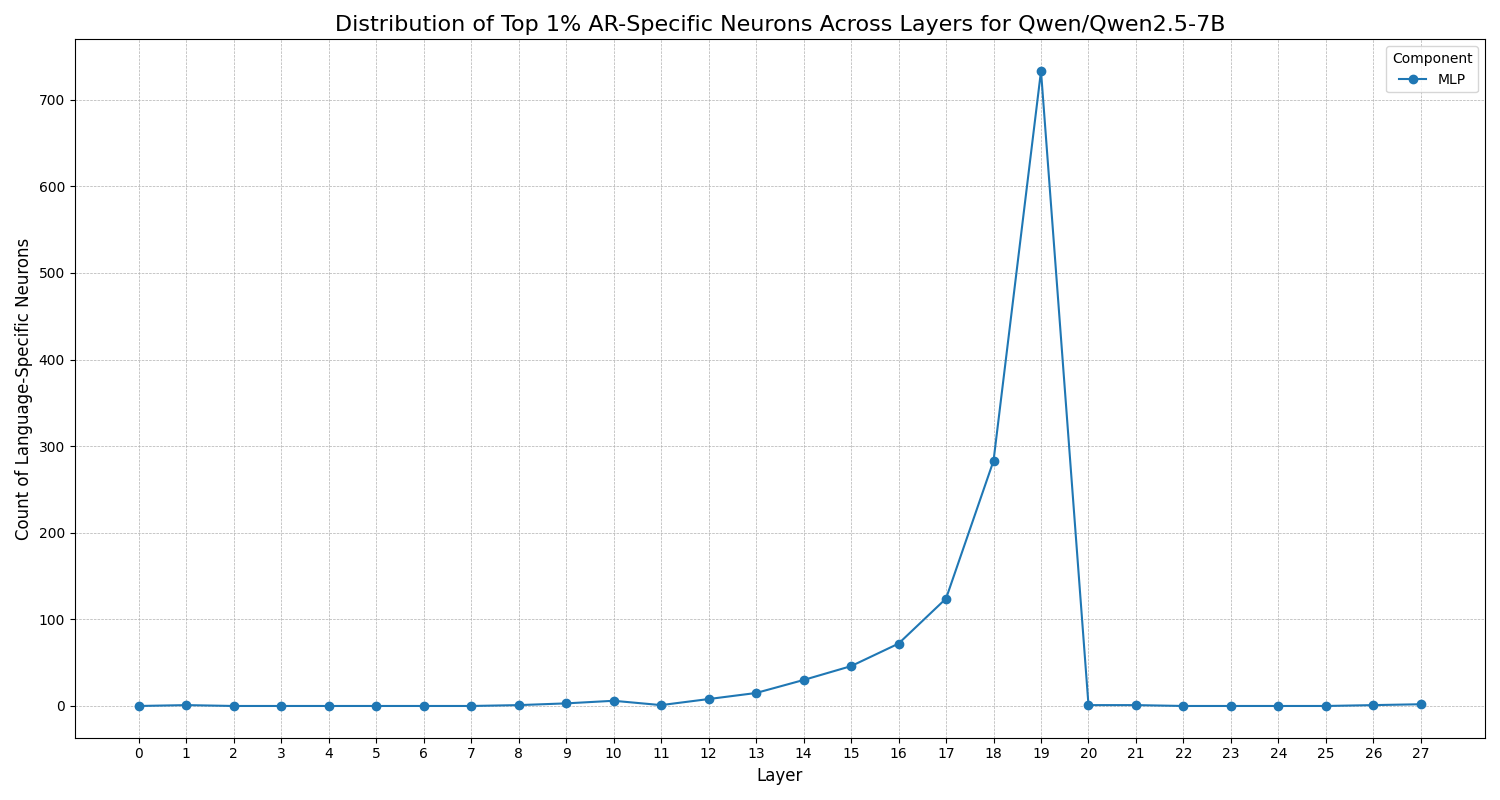 Distribution of Top 1% AR-Specific Neurons Across Layers for Qwen/Qwen2.5-7B
Component
MLP
Count of Language-Specific Neurons
700
600
500
400
300
200
100
0
0 1 2 3 4 5 6 7 8 9 10 11 12 13 14 15 16 17 18 19 20 21 22 23 24 25 26 27
Layer